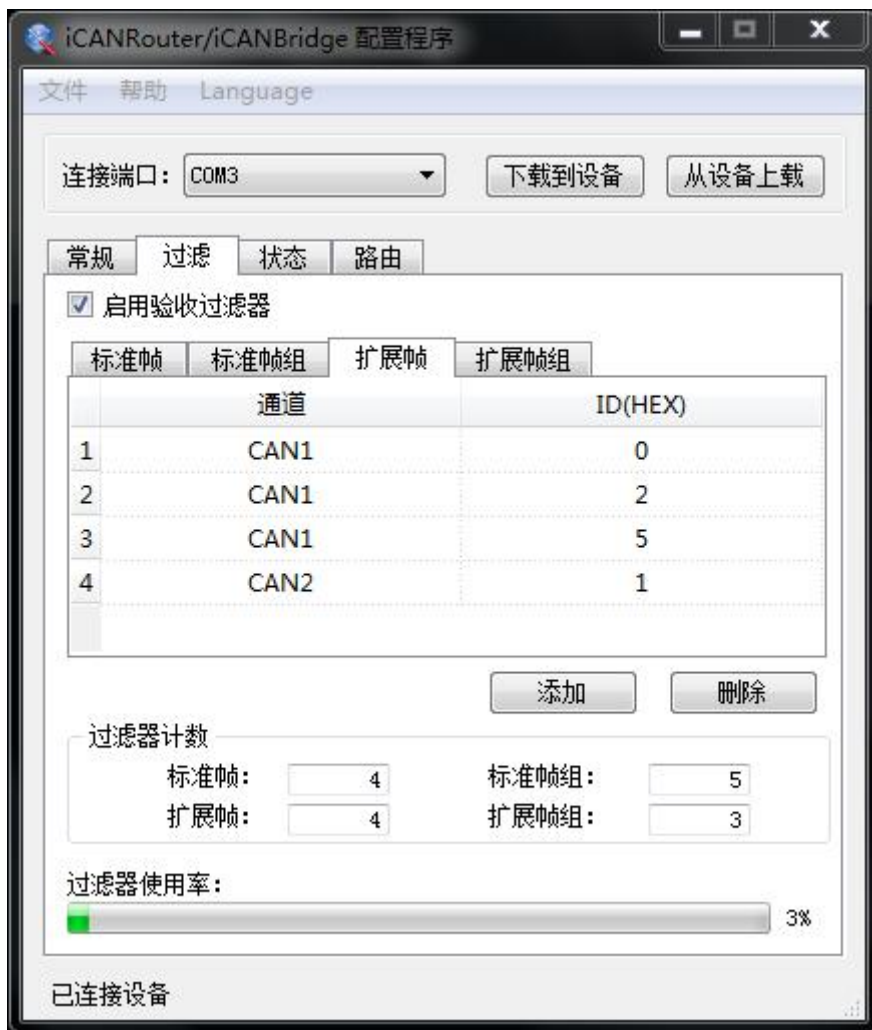 iCANRouter/iCANBridge 配置程序
文件 帮助 Language
连接端口: COM3 下载到设备 从设备上载
常规 过滤 状态 路由
启用验收过滤器
标准帧 标准帧组 扩展帧 扩展帧组
通道 ID(HEX)
1 CAN1 0
2 CAN1 2
3 CAN1 5
4 CAN2 1
添加 删除
过滤器计数
标准帧: 4 标准帧组: 5
扩展帧: 4 扩展帧组: 3
过滤器使用率:
3%
已连接设备